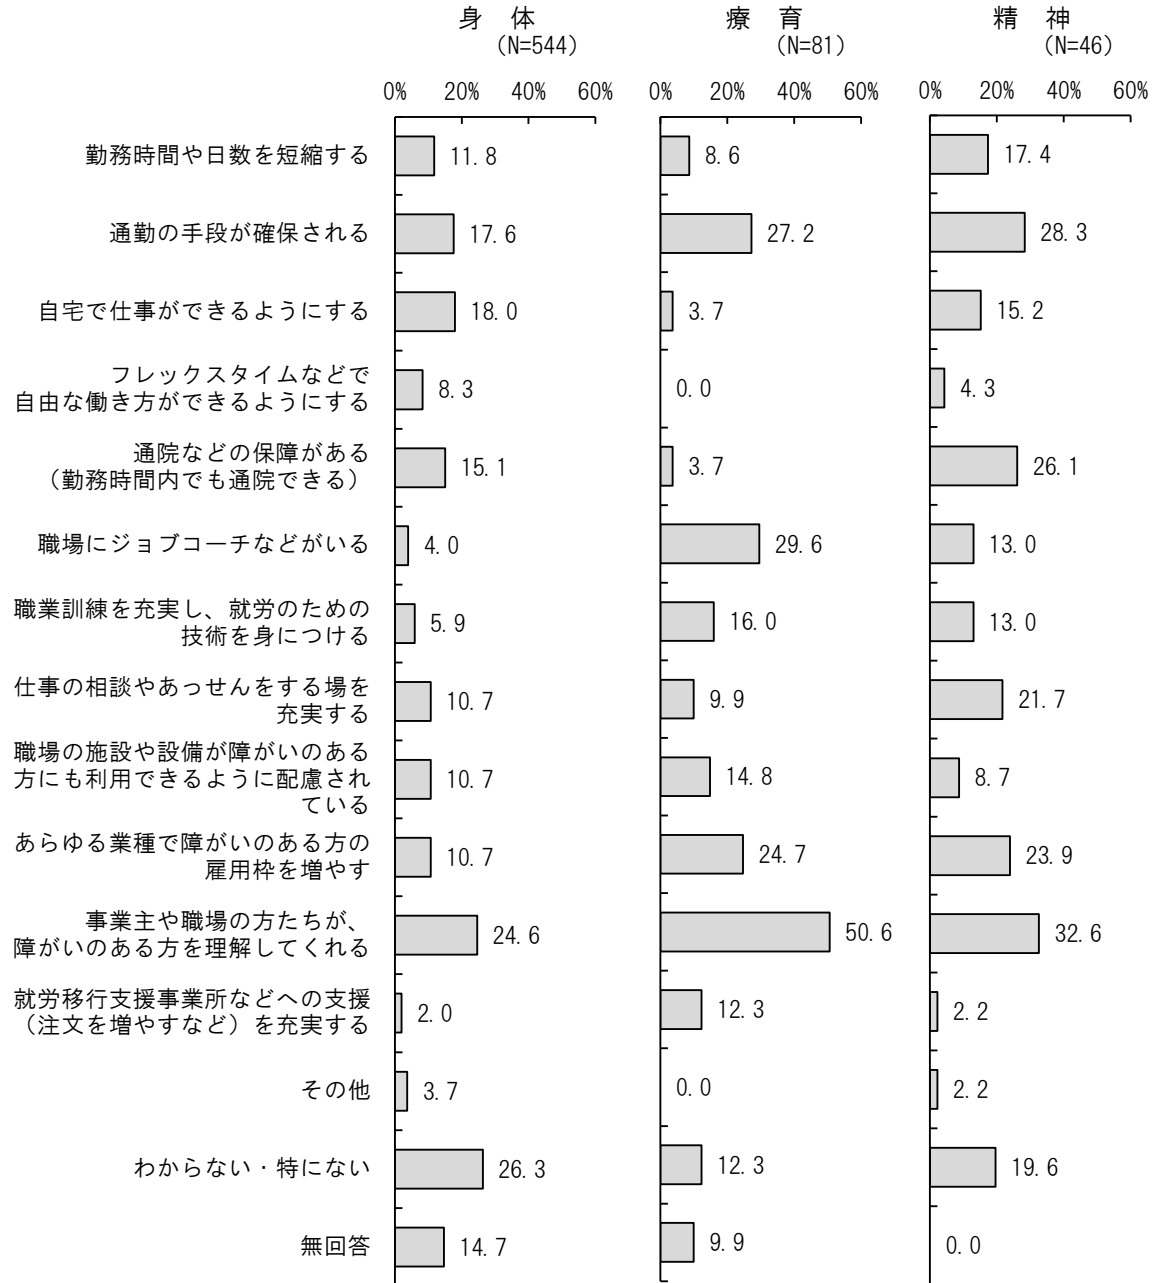 身 体
(N=544)
療 育
(N=81)
精 神
(N=46)
0% 20% 40% 60%
0% 20% 40% 60%
0% 20% 40% 60%
勤務時間や日数を短縮する 11.8 8.6 17.4
通勤の手段が確保される 17.6 27.2 28.3
自宅で仕事ができるようにする 18.0 3.7 15.2
フレックスタイムなどで
自由な働き方ができるようにする 8.3 0.0 4.3
通院などの保障がある
(勤務時間内でも通院できる) 15.1 3.7 26.1
職場にジョブコーチなどがいる 4.0 29.6 13.0
職業訓練を充実し、就労のための
技術を身につける 5.9 16.0 13.0
仕事の相談やあっせんをする場を
充実する 10.7 9.9 21.7
職場の施設や設備が障がいのある
方にも利用できるように配慮され
ている 10.7 14.8 8.7
あらゆる業種で障がいのある方の
雇用枠を増やす 10.7 24.7 23.9
事業主や職場の方たちが、
障がいのある方を理解してくれる 24.6 50.6 32.6
就労移行支援事業所などへの支援
(注文を増やすなど)を充実する 2.0 12.3 2.2
その他 3.7 0.0 2.2
わからない・特にない 26.3 12.3 19.6
無回答 14.7 9.9 0.0